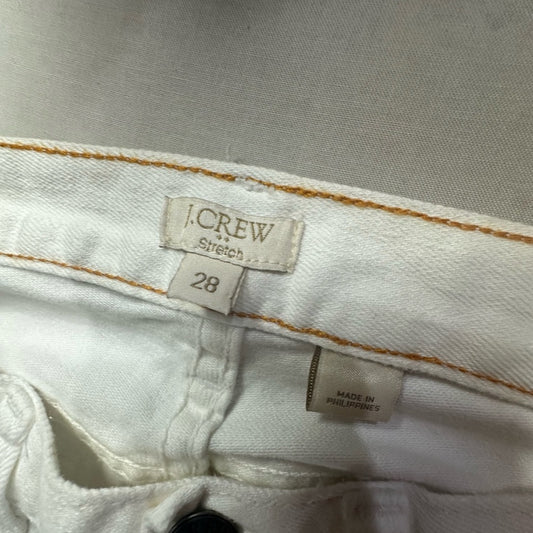 J.CREW
Stretch
28
MADE IN
PHILIPPINES